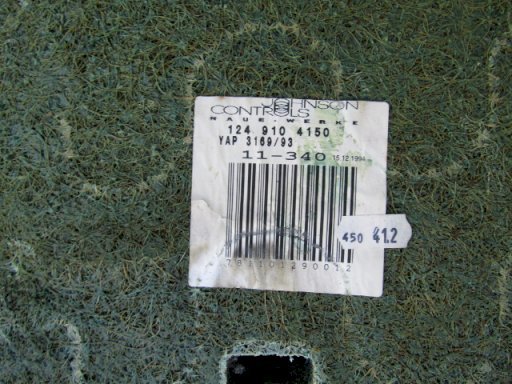 JOHNSON
CONTROLS
NAUE-WERKE
124 910 4150
YAP 3169/93
11-340 15.12.1994
450 41.2